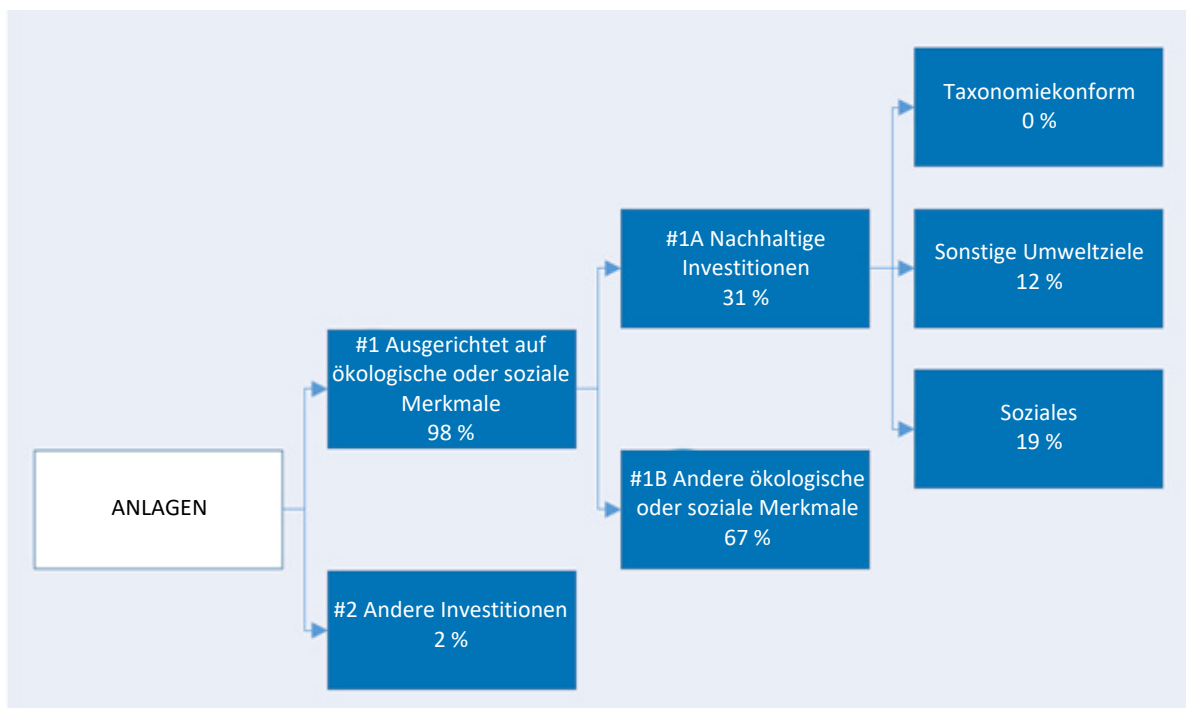 Taxonomiekonform
0 %
#1A Nachhaltige
Investitionen
31 %
Sonstige Umweltziele
12 %
#1 Ausgerichtet auf
ökologische oder soziale
Merkmale
98 %
Soziales
19 %
ANLAGEN
#1B Andere ökologische
oder soziale Merkmale
67 %
#2 Andere Investitionen
2 %